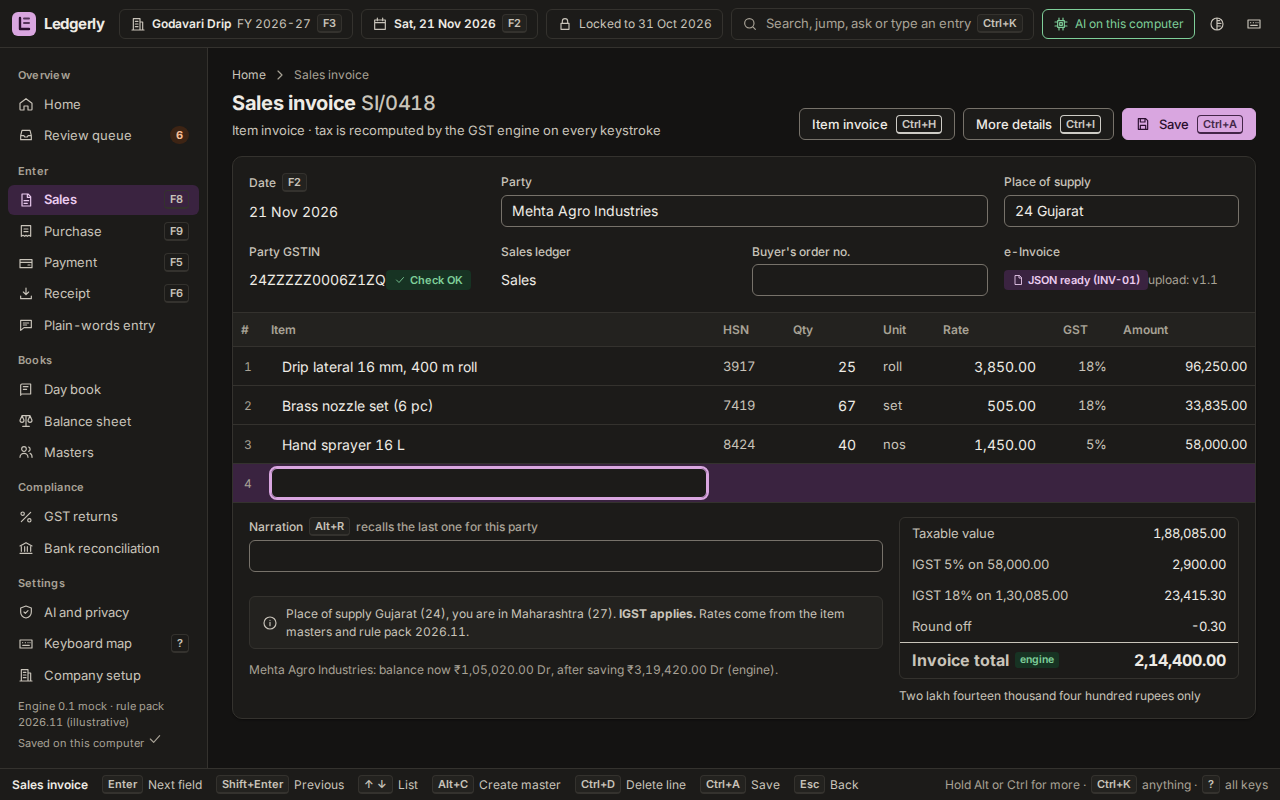 Ledgerly
Godavari Drip FY 2026-27 F3
Sat, 21 Nov 2026 F2
Locked to 31 Oct 2026
Search, jump, ask or type an entry Ctrl+K
AI on this computer
Overview
Home
Review queue 6
Enter
Sales F8
Purchase F9
Payment F5
Receipt F6
Plain-words entry
Books
Day book
Balance sheet
Masters
Compliance
GST returns
Bank reconciliation
Settings
AI and privacy
Keyboard map ?
Company setup
Engine 0.1 mock · rule pack
2026.11 (illustrative)
Saved on this computer
Home Sales invoice
Sales invoice SI/0418
Item invoice · tax is recomputed by the GST engine on every keystroke
Item invoice Ctrl+H
More details Ctrl+I
Save Ctrl+A
Date F2 Party Place of supply
21 Nov 2026 Mehta Agro Industries 24 Gujarat
Party GSTIN Sales ledger Buyer's order no. e-Invoice
24ZZZZZ0006Z1ZQ Check OK Sales JSON ready (INV-01) upload: v1.1
# Item HSN Qty Unit Rate GST Amount
1 Drip lateral 16 mm, 400 m roll 3917 25 roll 3,850.00 18% 96,250.00
2 Brass nozzle set (6 pc) 7419 67 set 505.00 18% 33,835.00
3 Hand sprayer 16 L 8424 40 nos 1,450.00 5% 58,000.00
4
Narration Alt+R recalls the last one for this party
Place of supply Gujarat (24), you are in Maharashtra (27). IGST applies. Rates come from the item
masters and rule pack 2026.11.
Mehta Agro Industries: balance now ₹1,05,020.00 Dr, after saving ₹3,19,420.00 Dr (engine).
Taxable value 1,88,085.00
IGST 5% on 58,000.00 2,900.00
IGST 18% on 1,30,085.00 23,415.30
Round off -0.30
Invoice total engine 2,14,400.00
Two lakh fourteen thousand four hundred rupees only
Sales invoice Enter Next field Shift+Enter Previous ↑↓ List Alt+C Create master Ctrl+D Delete line Ctrl+A Save Esc Back Hold Alt or Ctrl for more · Ctrl+K anything · ? all keys